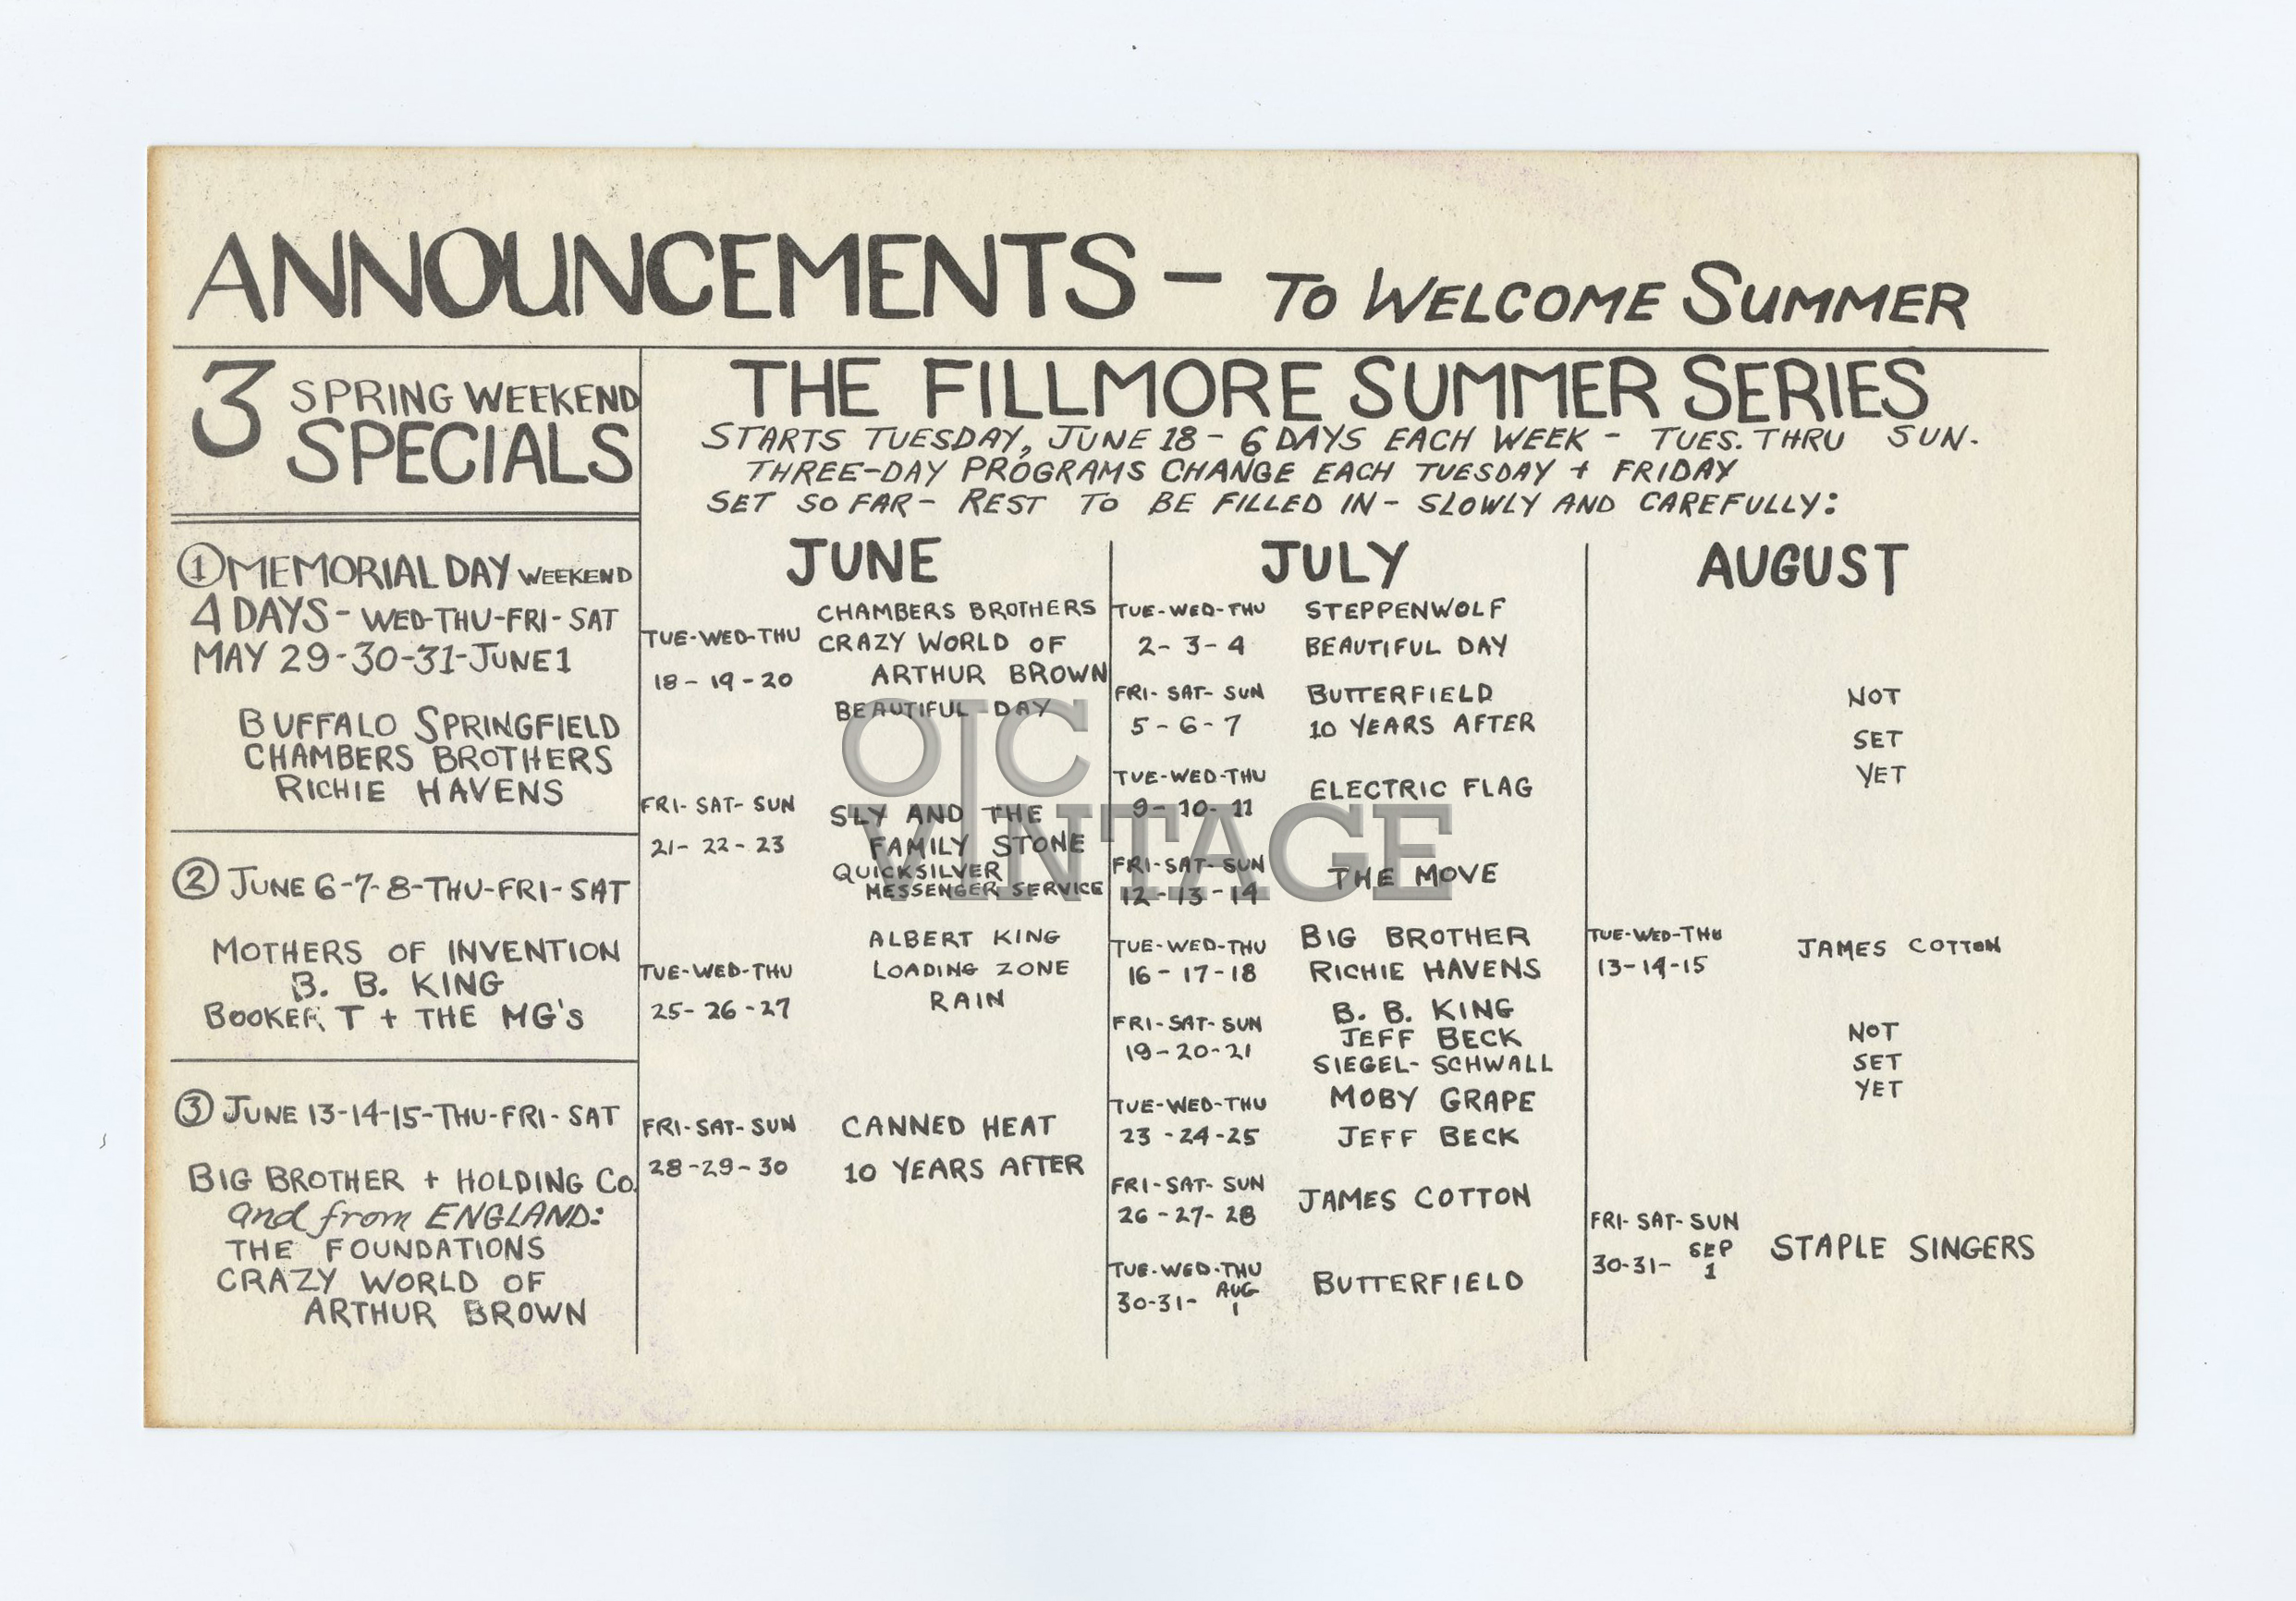 ANNOUNCEMENTS - TO WELCOME SUMMER
3 SPRING WEEKEND
SPECIALS
① MEMORIAL DAY WEEKEND
4 DAYS - WED-THU-FRI-SAT
MAY 29-30-31-JUNE 1
BUFFALO SPRINGFIELD
CHAMBERS BROTHERS
RICHIE HAVENS
② JUNE 6-7-8-THU-FRI-SAT
MOTHERS OF INVENTION
B. B. KING
BOOKER T + THE MG's
③ JUNE 13-14-15-THU-FRI-SAT
BIG BROTHER + HOLDING CO.
and from ENGLAND:
THE FOUNDATIONS
CRAZY WORLD OF
ARTHUR BROWN
THE FILLMORE SUMMER SERIES
STARTS TUESDAY, JUNE 18 - 6 DAYS EACH WEEK - TUES. THRU SUN.
THREE-DAY PROGRAMS CHANGE EACH TUESDAY + FRIDAY
SET SO FAR - REST TO BE FILLED IN - SLOWLY AND CAREFULLY:
JUNE
TUE-WED-THU
18-19-20
CHAMBERS BROTHERS
CRAZY WORLD OF
ARTHUR BROWN
BEAUTIFUL DAY
FRI-SAT-SUN
21-22-23
SLY AND THE
FAMILY STONE
QUICKSILVER
MESSENGER SERVICE
TUE-WED-THU
25-26-27
ALBERT KING
LOADING ZONE
RAIN
FRI-SAT-SUN
28-29-30
CANNED HEAT
10 YEARS AFTER
JULY
TUE-WED-THU
2-3-4
STEPPENWOLF
BEAUTIFUL DAY
FRI-SAT-SUN
5-6-7
BUTTERFIELD
10 YEARS AFTER
TUE-WED-THU
9-10-11
ELECTRIC FLAG
FRI-SAT-SUN
12-13-14
THE MOVE
TUE-WED-THU
16-17-18
BIG BROTHER
RICHIE HAVENS
FRI-SAT-SUN
19-20-21
B. B. KING
JEFF BECK
SIEGEL-SCHWALL
TUE-WED-THU
23-24-25
MOBY GRAPE
JEFF BECK
FRI-SAT-SUN
26-27-28
JAMES COTTON
TUE-WED-THU
30-31-AUG 1
BUTTERFIELD
AUGUST
NOT
SET
YET
TUE-WED-THU
13-14-15
JAMES COTTON
NOT
SET
YET
FRI-SAT-SUN
30-31-SEP 1
STAPLE SINGERS
OJC
VINTAGE